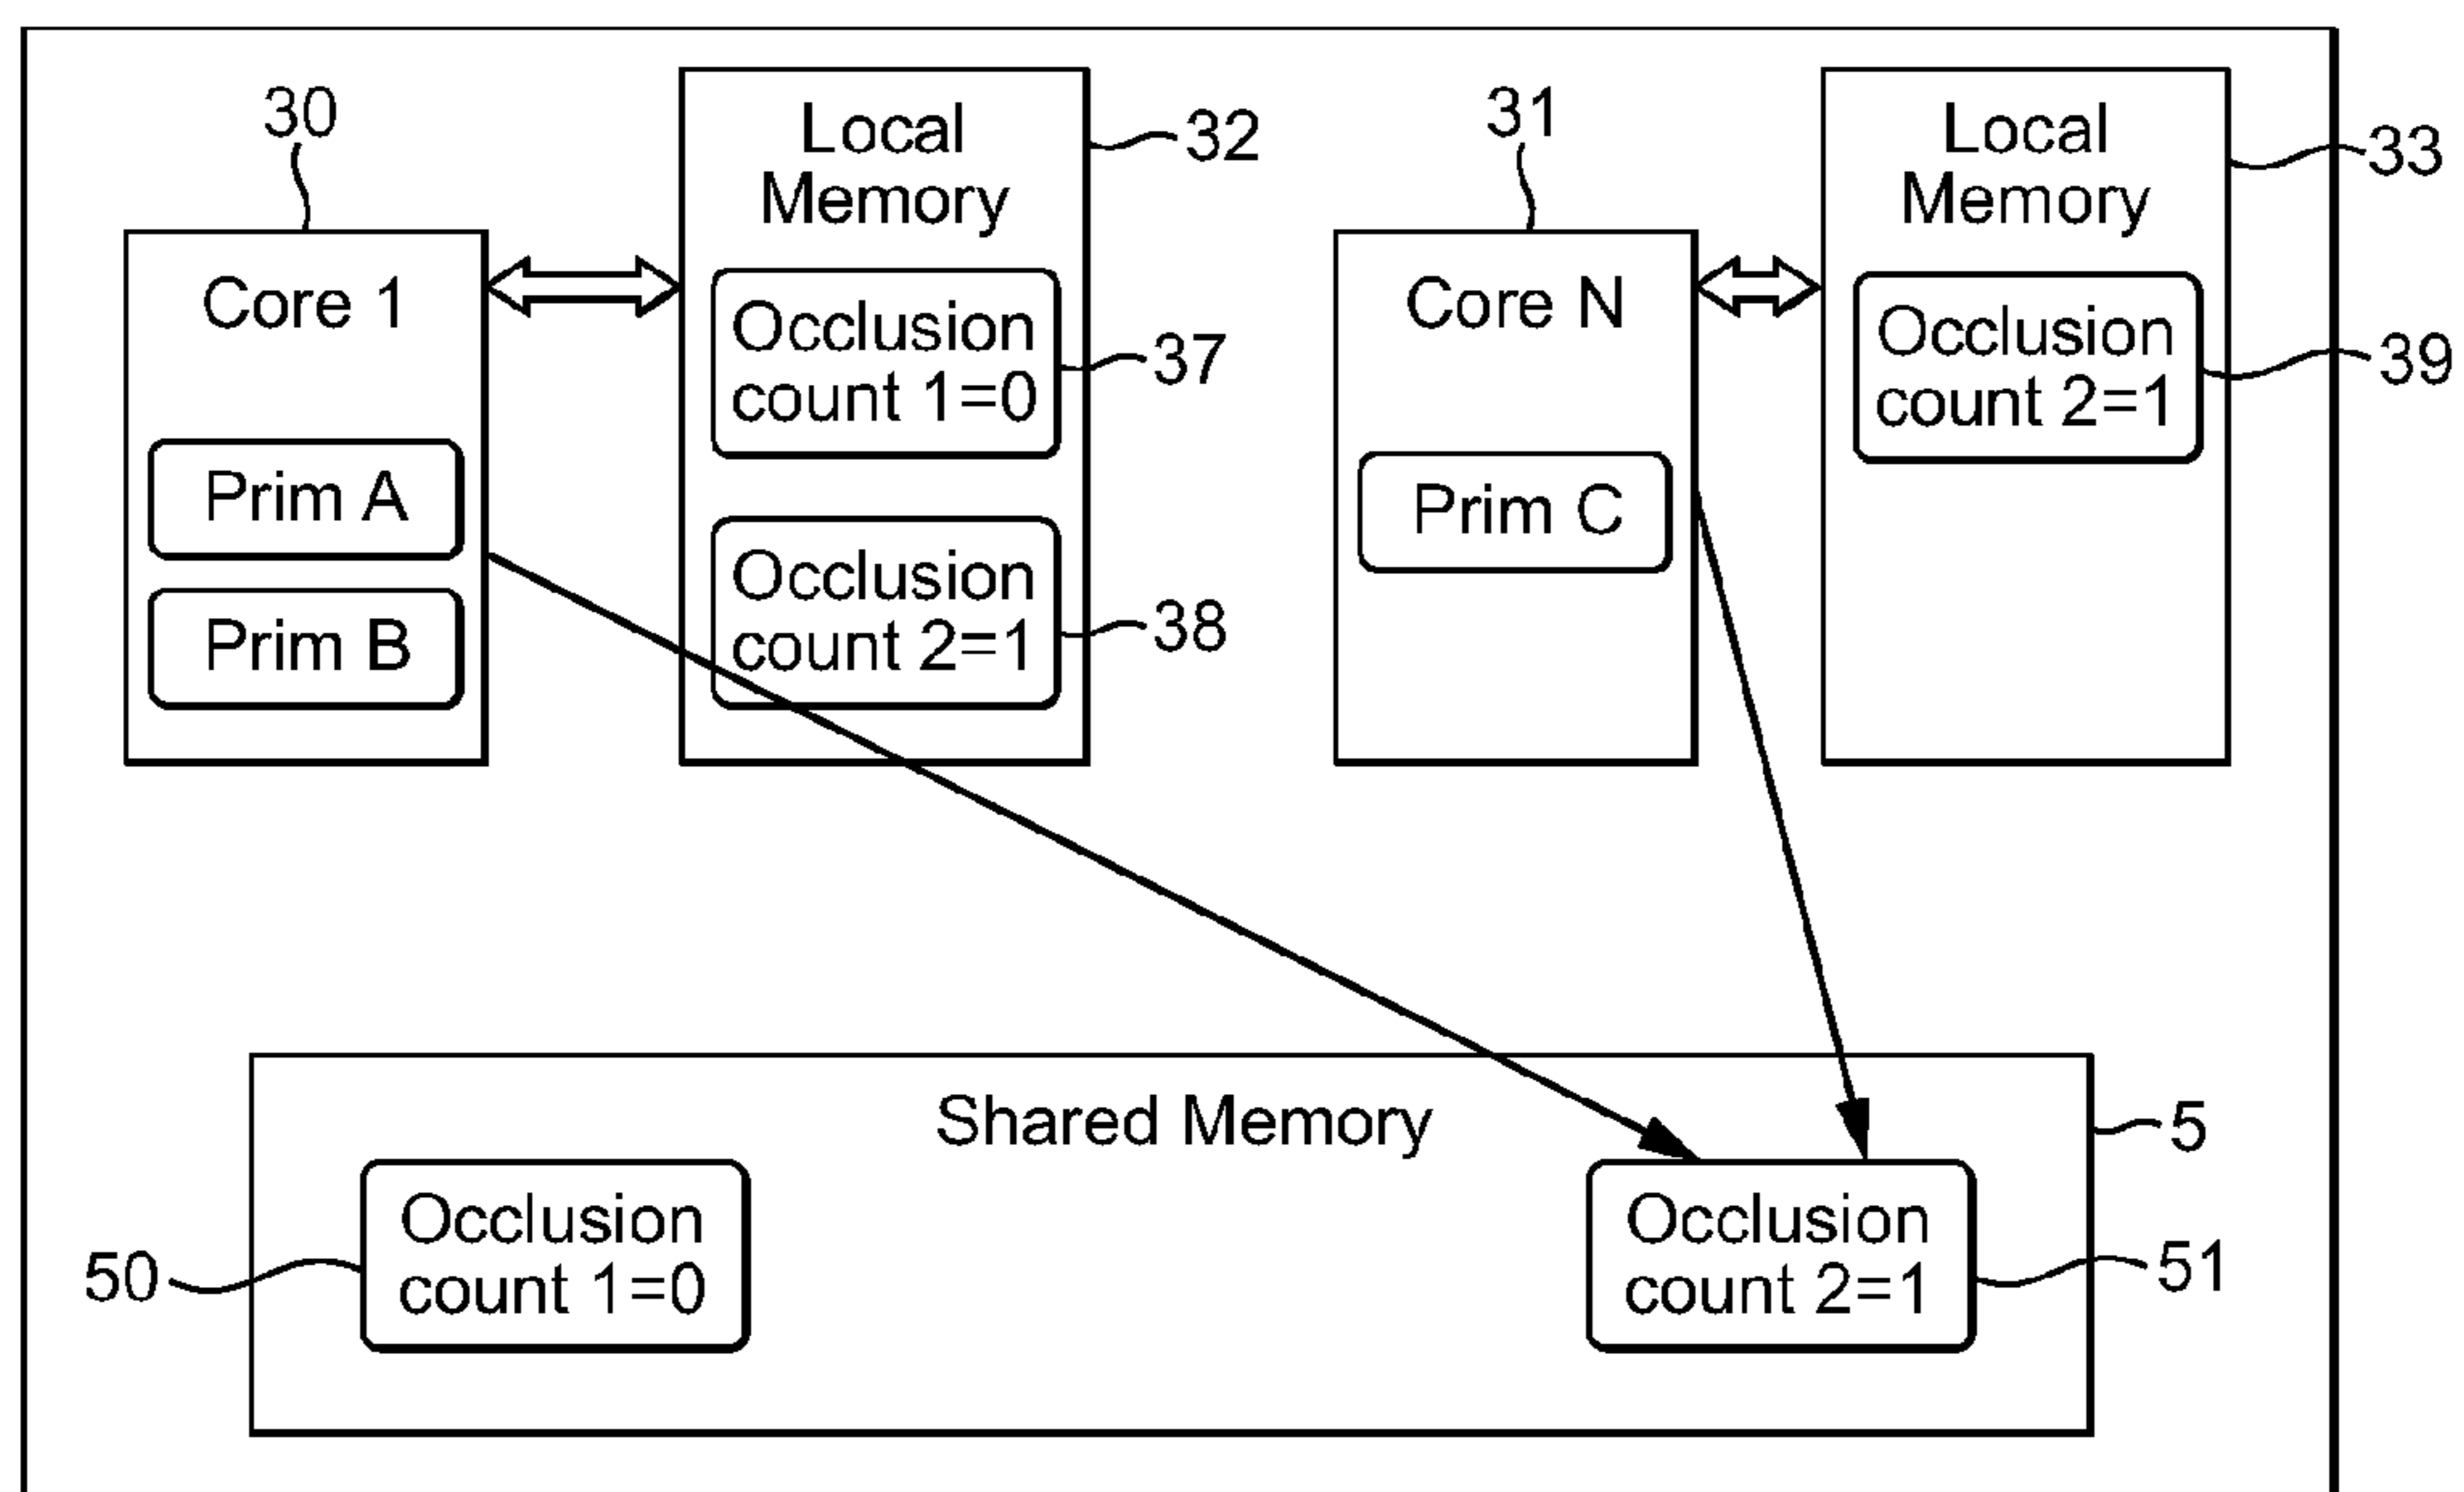 30
Local
Memory
32
31
Local
Memory
33
Core 1
Occlusion
count 1=0
37
Core N
Occlusion
count 2=1
39
Prim A
Prim B
Occlusion
count 2=1
38
Prim C
Shared Memory
5
50
Occlusion
count 1=0
Occlusion
count 2=1
51